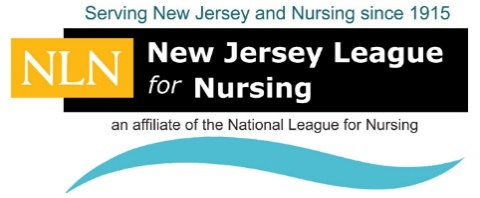 Serving New Jersey and Nursing since 1915
NLN
New Jersey League
for Nursing
an affiliate of the National League for Nursing